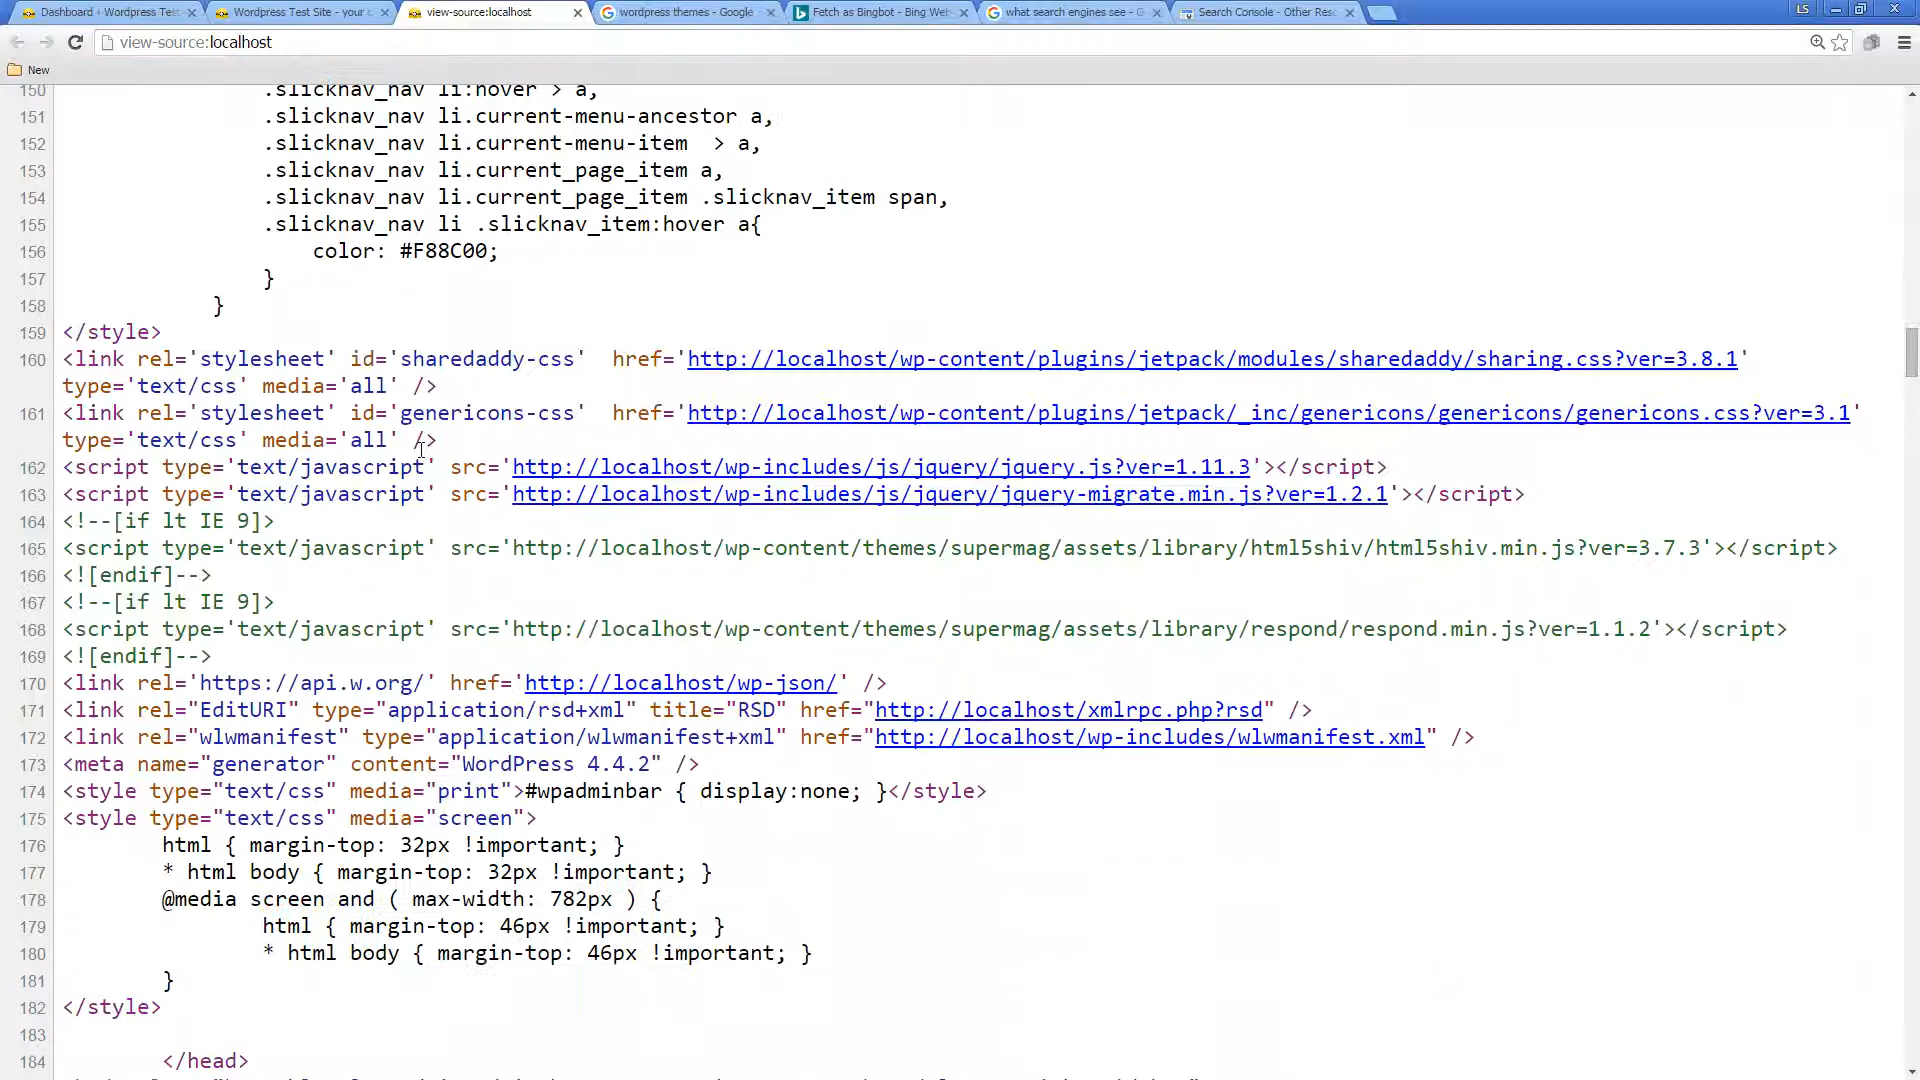 Dashboard ‹ Wordpress Test
Wordpress Test Site - your c
view-source:localhost
wordpress themes - Google
Fetch as Bingbot - Bing Web
what search engines see - G
Search Console - Other Reso
LS
view-source:localhost
New
150 .slicknav_nav li:hover > a,
151 .slicknav_nav li.current-menu-ancestor a,
152 .slicknav_nav li.current-menu-item  > a,
153 .slicknav_nav li.current_page_item a,
154 .slicknav_nav li.current_page_item .slicknav_item span,
155 .slicknav_nav li .slicknav_item:hover a{
156 color: #F88C00;
157 }
158 }
159 </style>
160 <link rel='stylesheet' id='sharedaddy-css'  href='http://localhost/wp-content/plugins/jetpack/modules/sharedaddy/sharing.css?ver=3.8.1'
type='text/css' media='all' />
161 <link rel='stylesheet' id='genericons-css'  href='http://localhost/wp-content/plugins/jetpack/_inc/genericons/genericons/genericons.css?ver=3.1'
type='text/css' media='all' />
162 <script type='text/javascript' src='http://localhost/wp-includes/js/jquery/jquery.js?ver=1.11.3'></script>
163 <script type='text/javascript' src='http://localhost/wp-includes/js/jquery/jquery-migrate.min.js?ver=1.2.1'></script>
164 <!--[if lt IE 9]>
165 <script type='text/javascript' src='http://localhost/wp-content/themes/supermag/assets/library/html5shiv/html5shiv.min.js?ver=3.7.3'></script>
166 <![endif]-->
167 <!--[if lt IE 9]>
168 <script type='text/javascript' src='http://localhost/wp-content/themes/supermag/assets/library/respond/respond.min.js?ver=1.1.2'></script>
169 <![endif]-->
170 <link rel='https://api.w.org/' href='http://localhost/wp-json/' />
171 <link rel="EditURI" type="application/rsd+xml" title="RSD" href="http://localhost/xmlrpc.php?rsd" />
172 <link rel="wlwmanifest" type="application/wlwmanifest+xml" href="http://localhost/wp-includes/wlwmanifest.xml" />
173 <meta name="generator" content="WordPress 4.4.2" />
174 <style type="text/css" media="print">#wpadminbar { display:none; }</style>
175 <style type="text/css" media="screen">
176 html { margin-top: 32px !important; }
177 * html body { margin-top: 32px !important; }
178 @media screen and ( max-width: 782px ) {
179 html { margin-top: 46px !important; }
180 * html body { margin-top: 46px !important; }
181 }
182 </style>
183
184 </head>